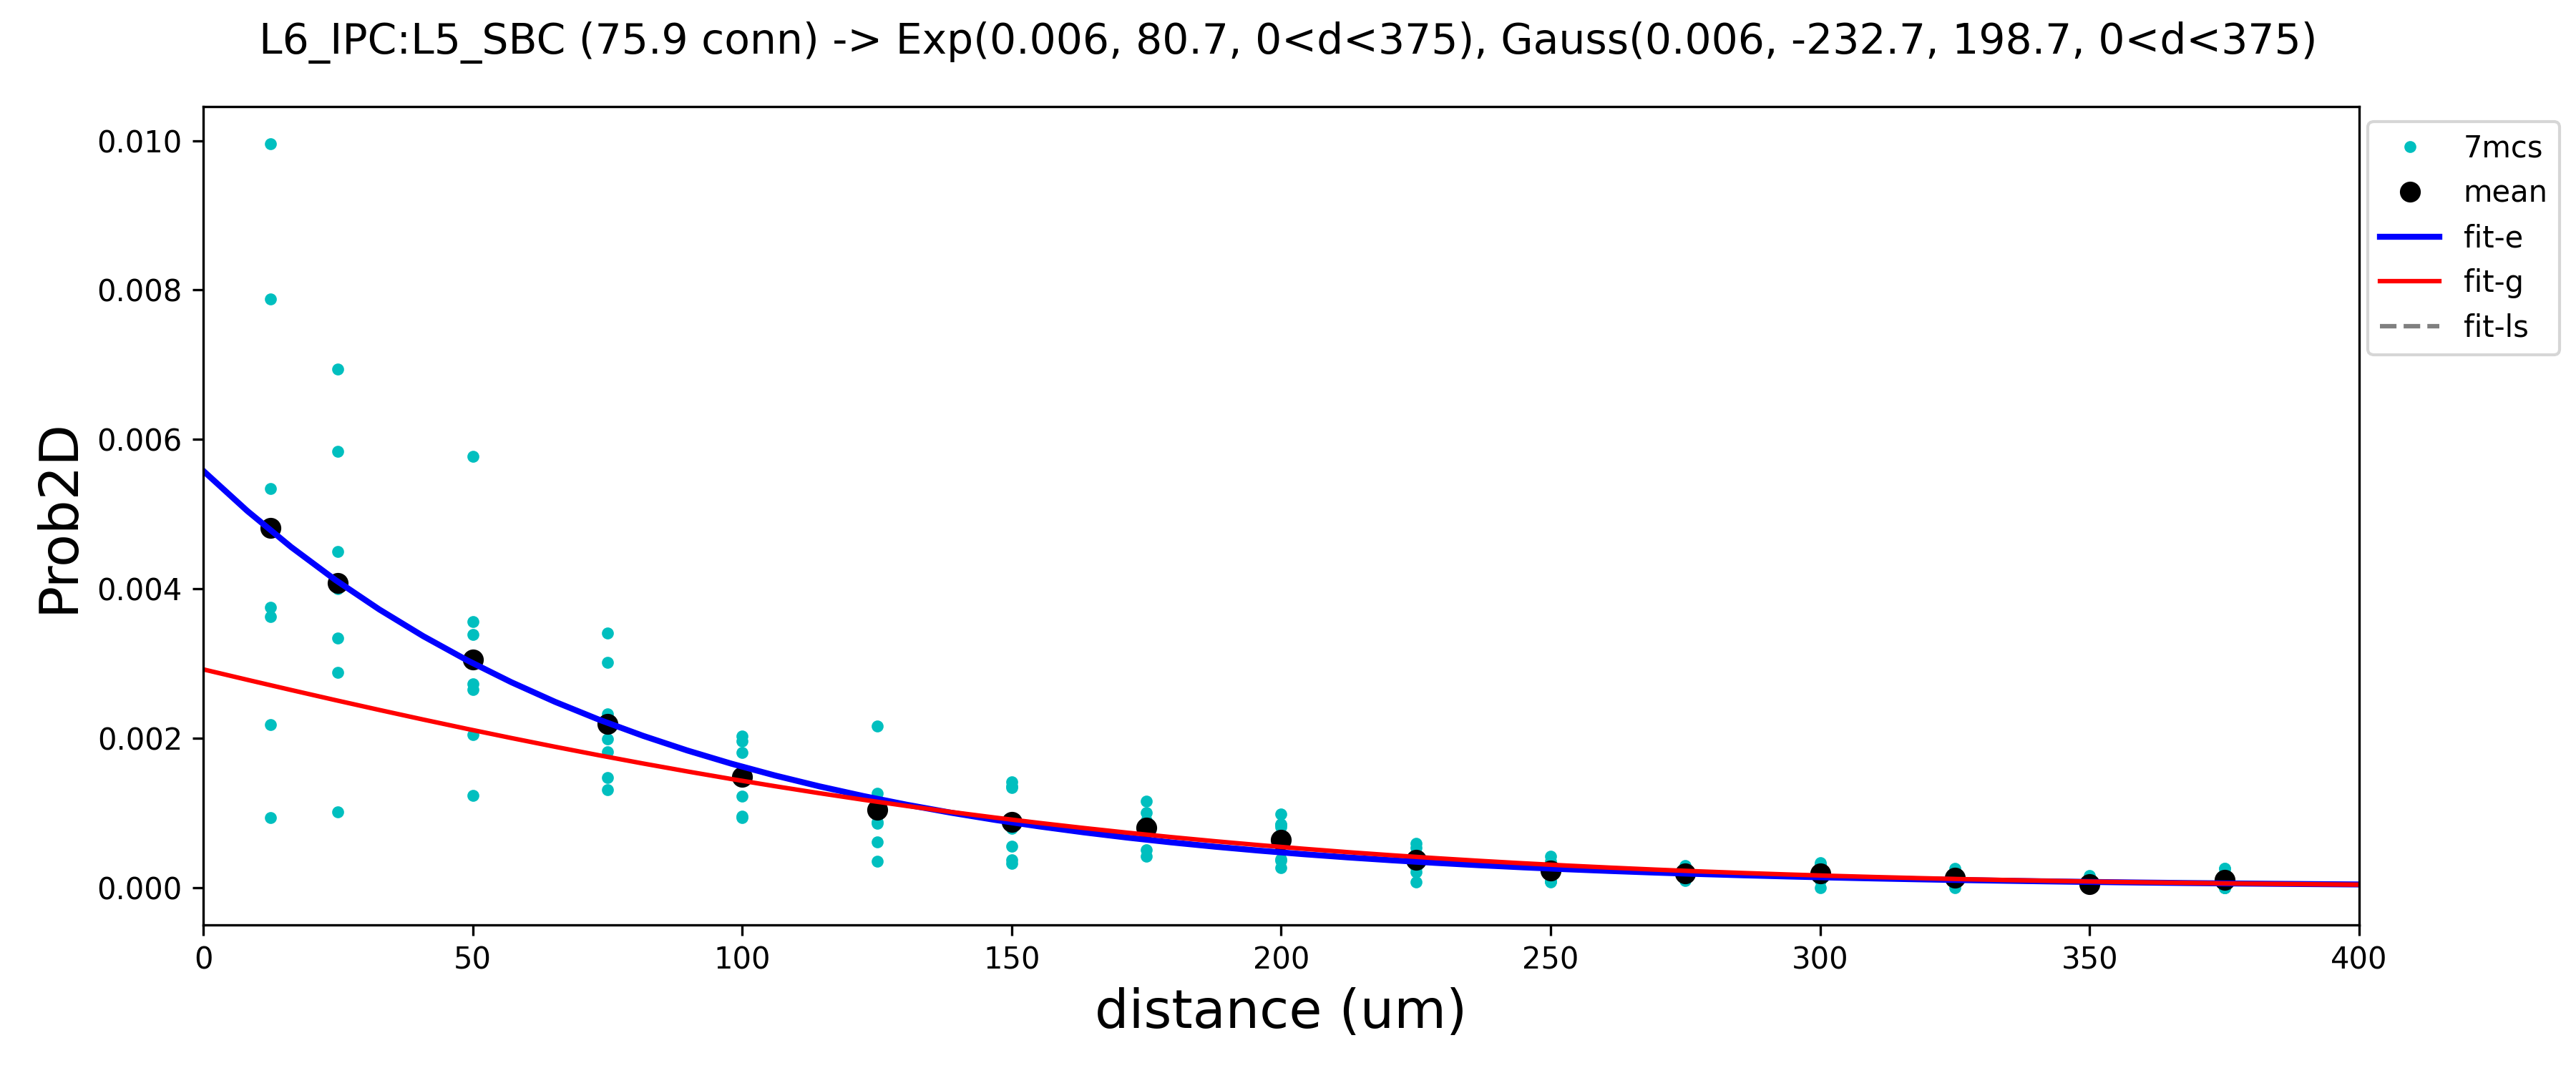 L6_IPC:L5_SBC (75.9 conn) -> Exp(0.006, 80.7, 0<d<375), Gauss(0.006, -232.7, 198.7, 0<d<375)
0.010
0.008
0.006
0.004
0.002
0.000
Prob2D
0 50 100 150 200 250 300 350 400
distance (um)
7mcs
mean
fit-e
fit-g
fit-ls